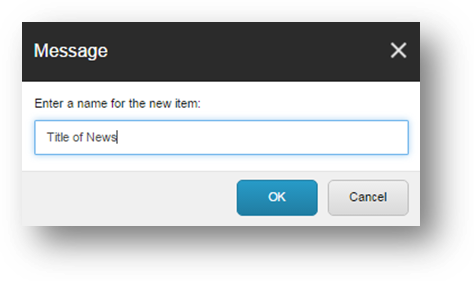 Message
Enter a name for the new item:
Title of News
OK
Cancel